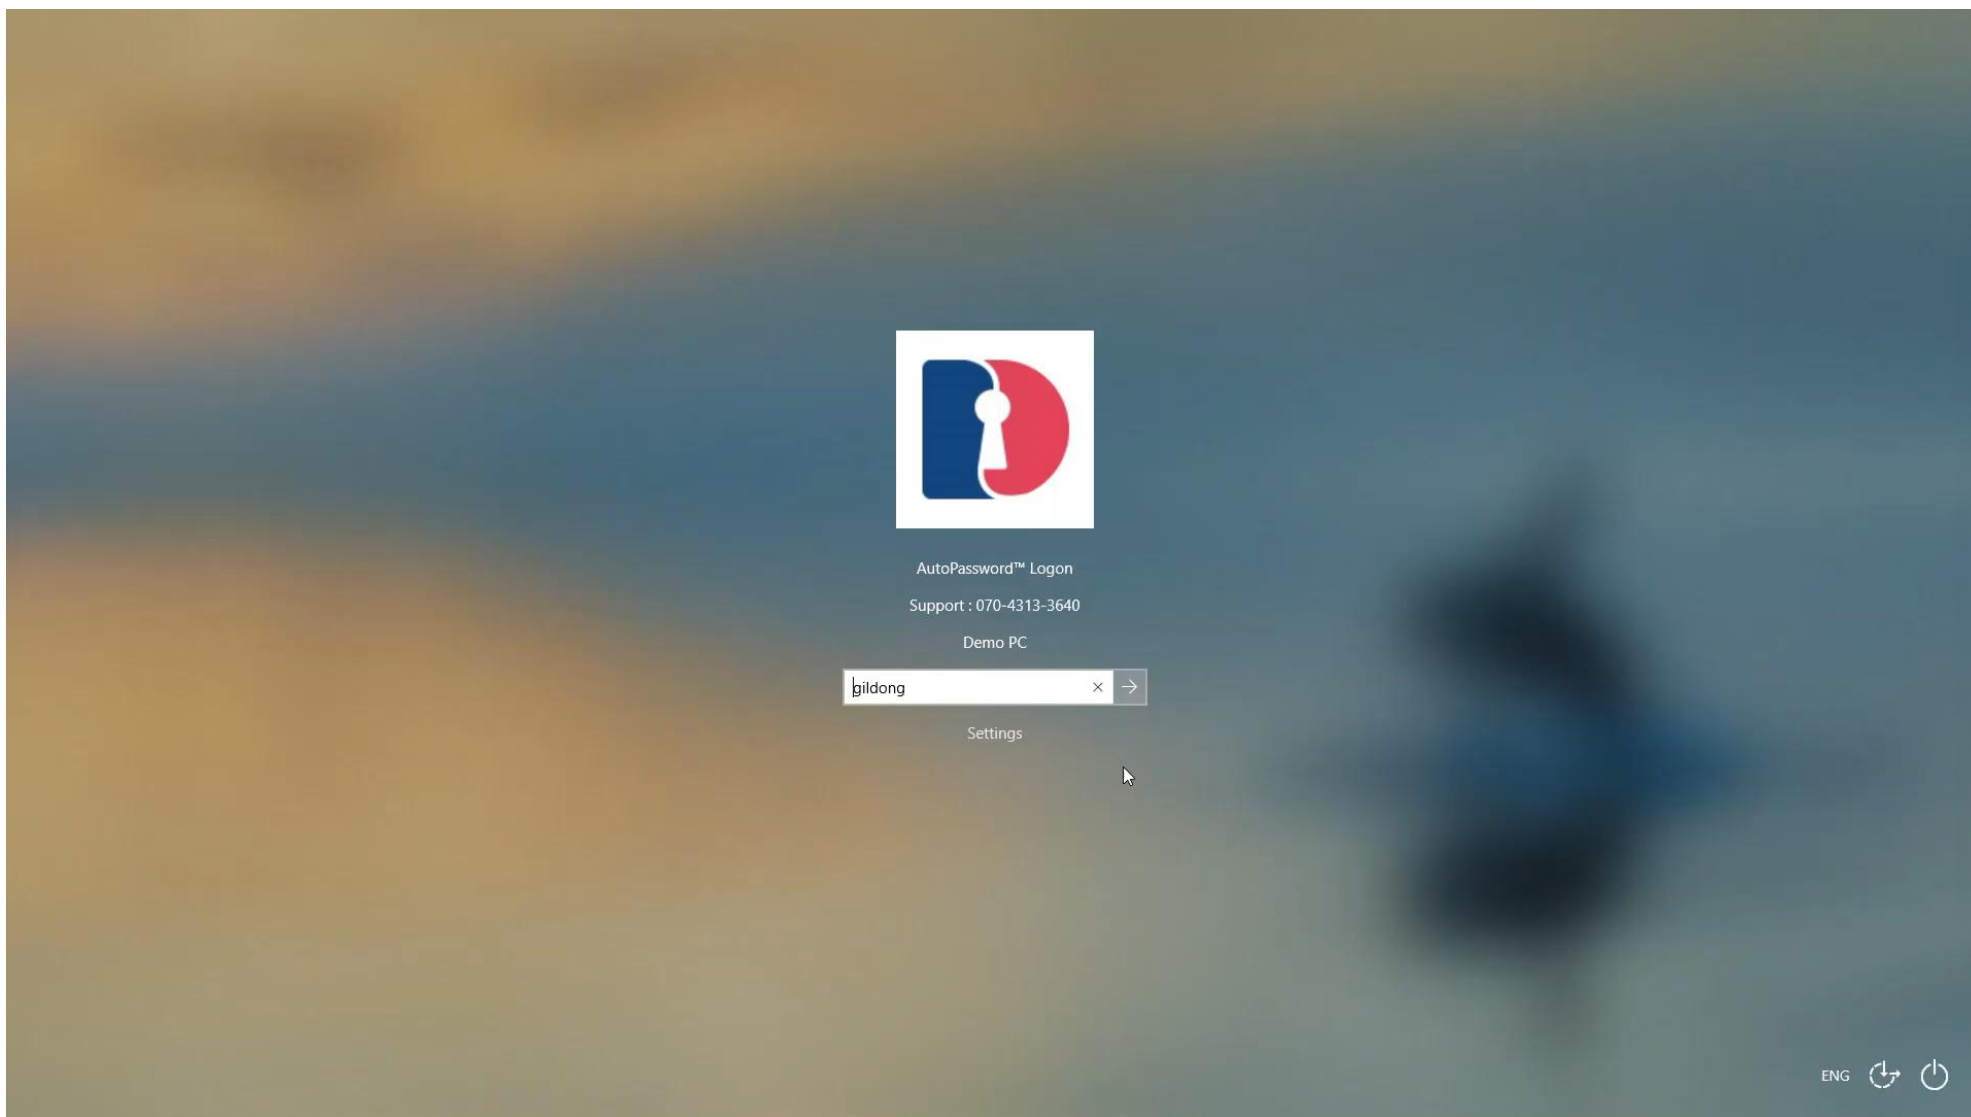 AutoPassword™ Logon
Support : 070-4313-3640
Demo PC
gildong
Settings
ENG